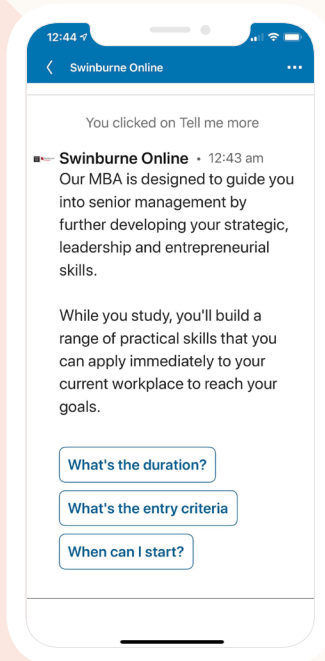 12:44
Swinburne Online
You clicked on Tell me more
Swinburne Online • 12:43 am
Our MBA is designed to guide you
into senior management by
further developing your strategic,
leadership and entrepreneurial
skills.
While you study, you'll build a
range of practical skills that you
can apply immediately to your
current workplace to reach your
goals.
What's the duration?
What's the entry criteria
When can I start?